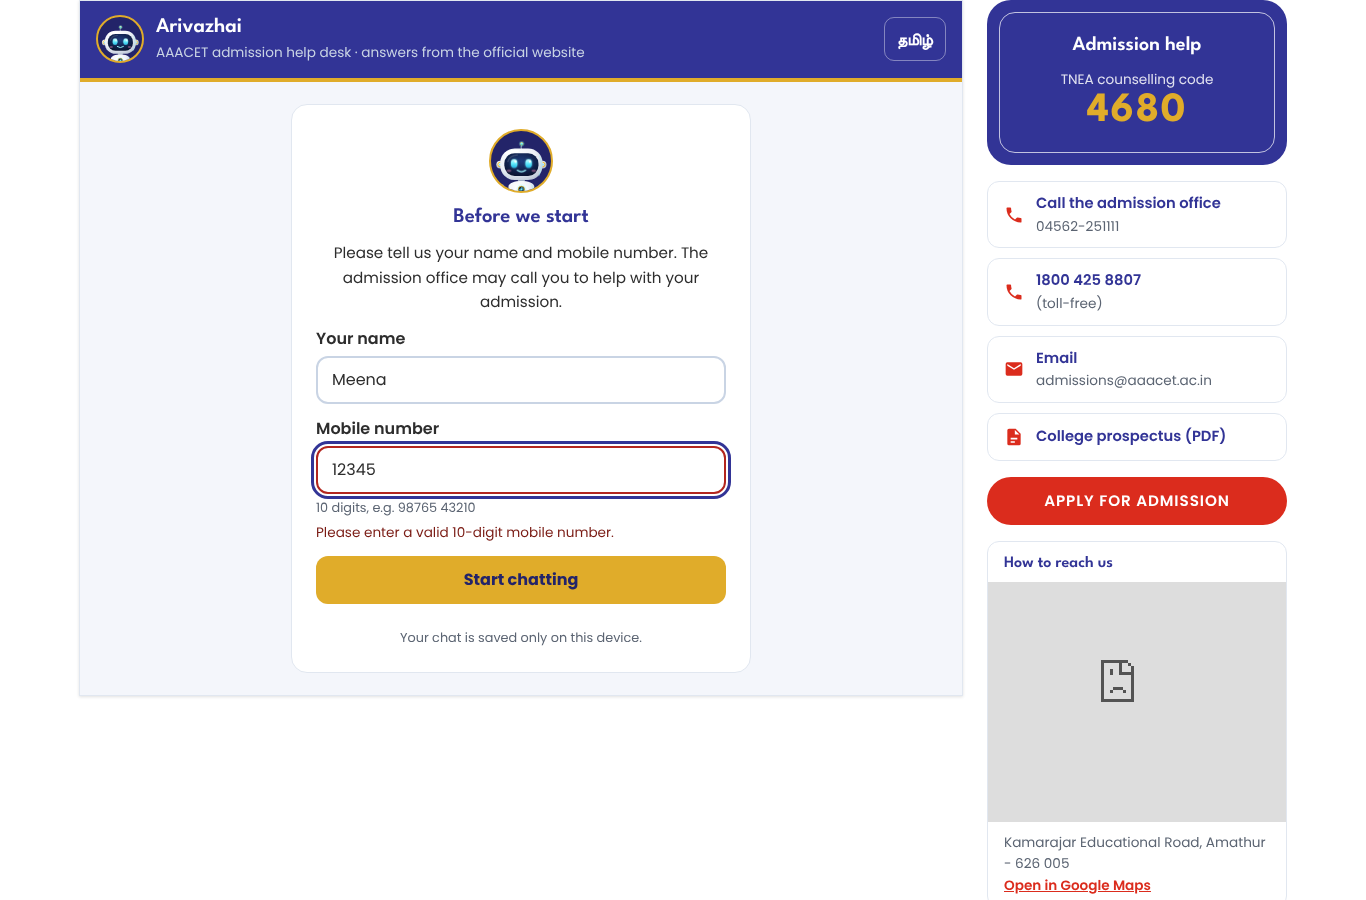 Arivazhai
AAACET admission help desk · answers from the official website
தமிழ்
Before we start
Please tell us your name and mobile number. The
admission office may call you to help with your
admission.
Your name
Meena
Mobile number
12345
10 digits, e.g. 98765 43210
Please enter a valid 10-digit mobile number.
Start chatting
Your chat is saved only on this device.
Admission help
TNEA counselling code
4680
Call the admission office
04562-251111
1800 425 8807
(toll-free)
Email
admissions@aaacet.ac.in
College prospectus (PDF)
APPLY FOR ADMISSION
How to reach us
Kamarajar Educational Road, Amathur
- 626 005
Open in Google Maps